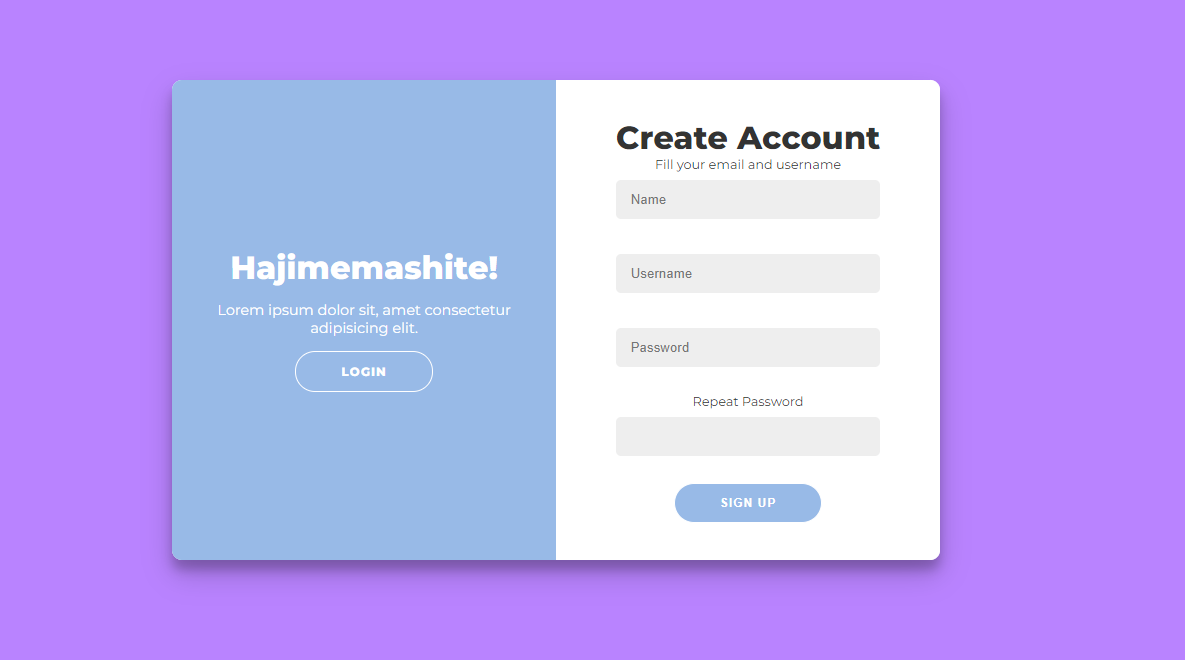 Hajimemashite!
Lorem ipsum dolor sit, amet consectetur
adipisicing elit.
LOGIN
Create Account
Fill your email and username
Name
Username
Password
Repeat Password
SIGN UP